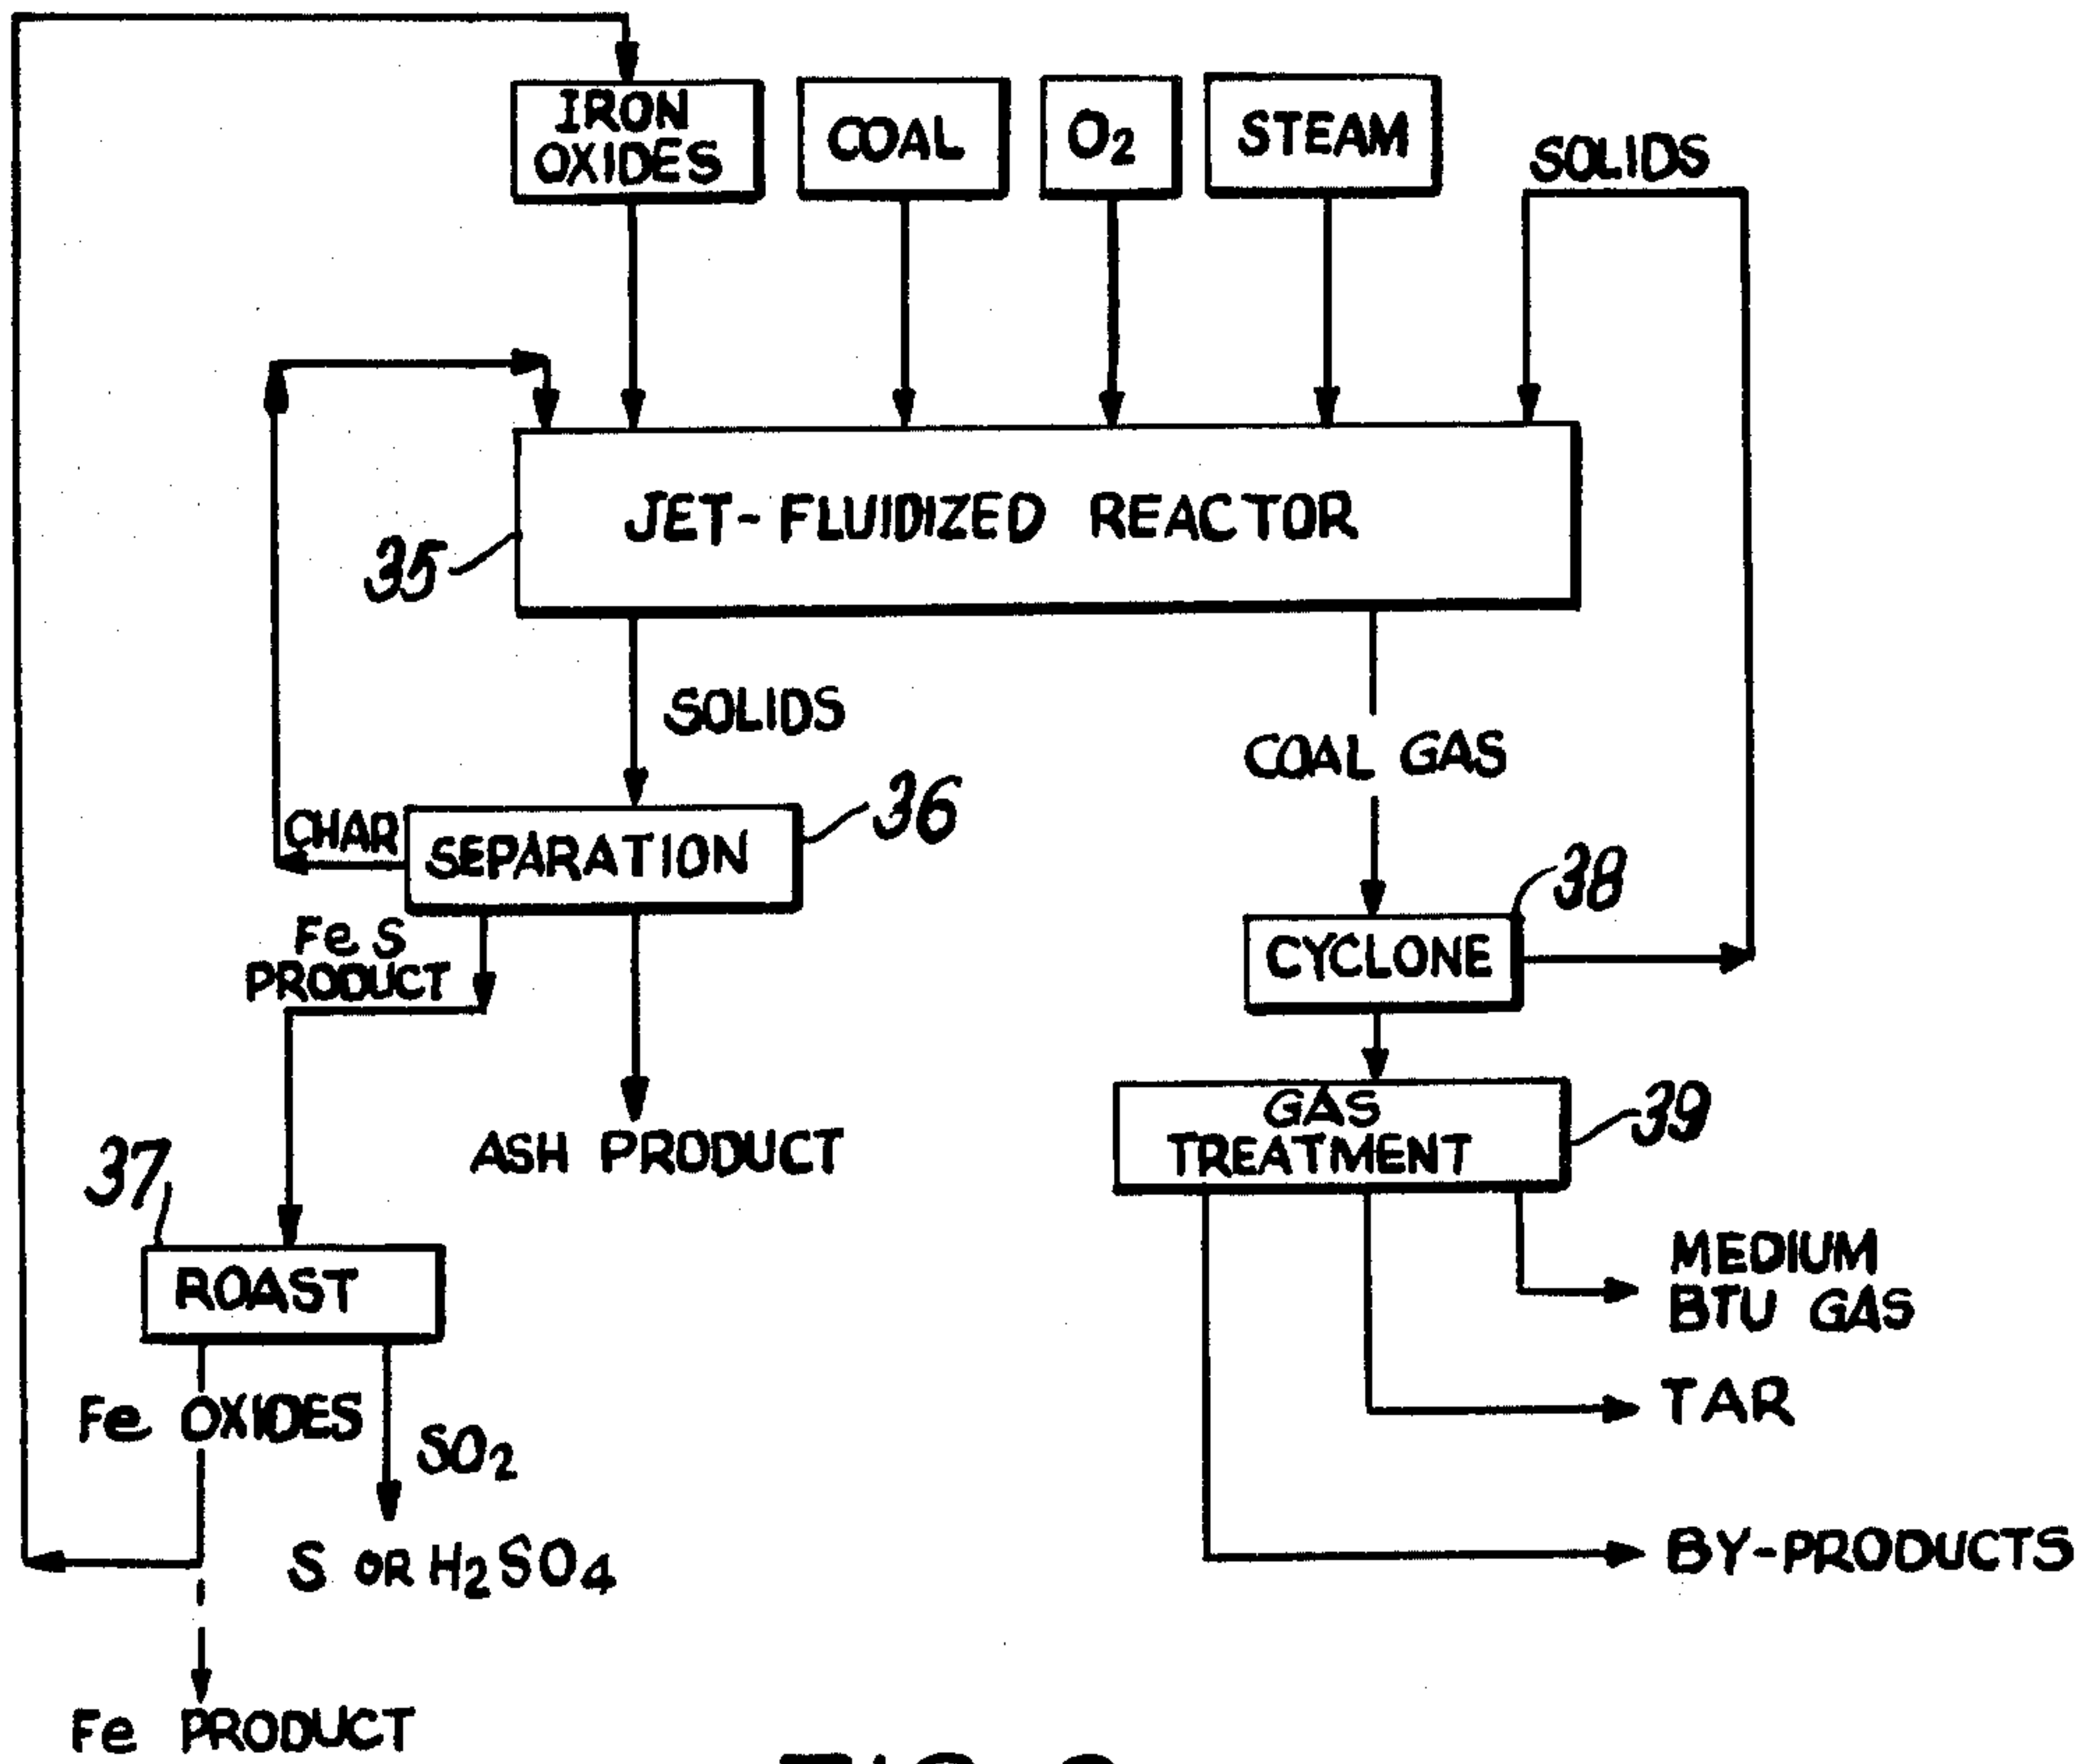 IRON
OXIDES
COAL
O2
STEAM
SOLIDS
JET-FLUIDIZED REACTOR
35
SOLIDS
COAL GAS
CHAR
SEPARATION
36
38
Fe S
PRODUCT
CYCLONE
GAS
TREATMENT
39
ASH PRODUCT
37
ROAST
MEDIUM
BTU GAS
Fe OXIDES
TAR
SO2
S OR H2SO4
BY-PRODUCTS
Fe PRODUCT